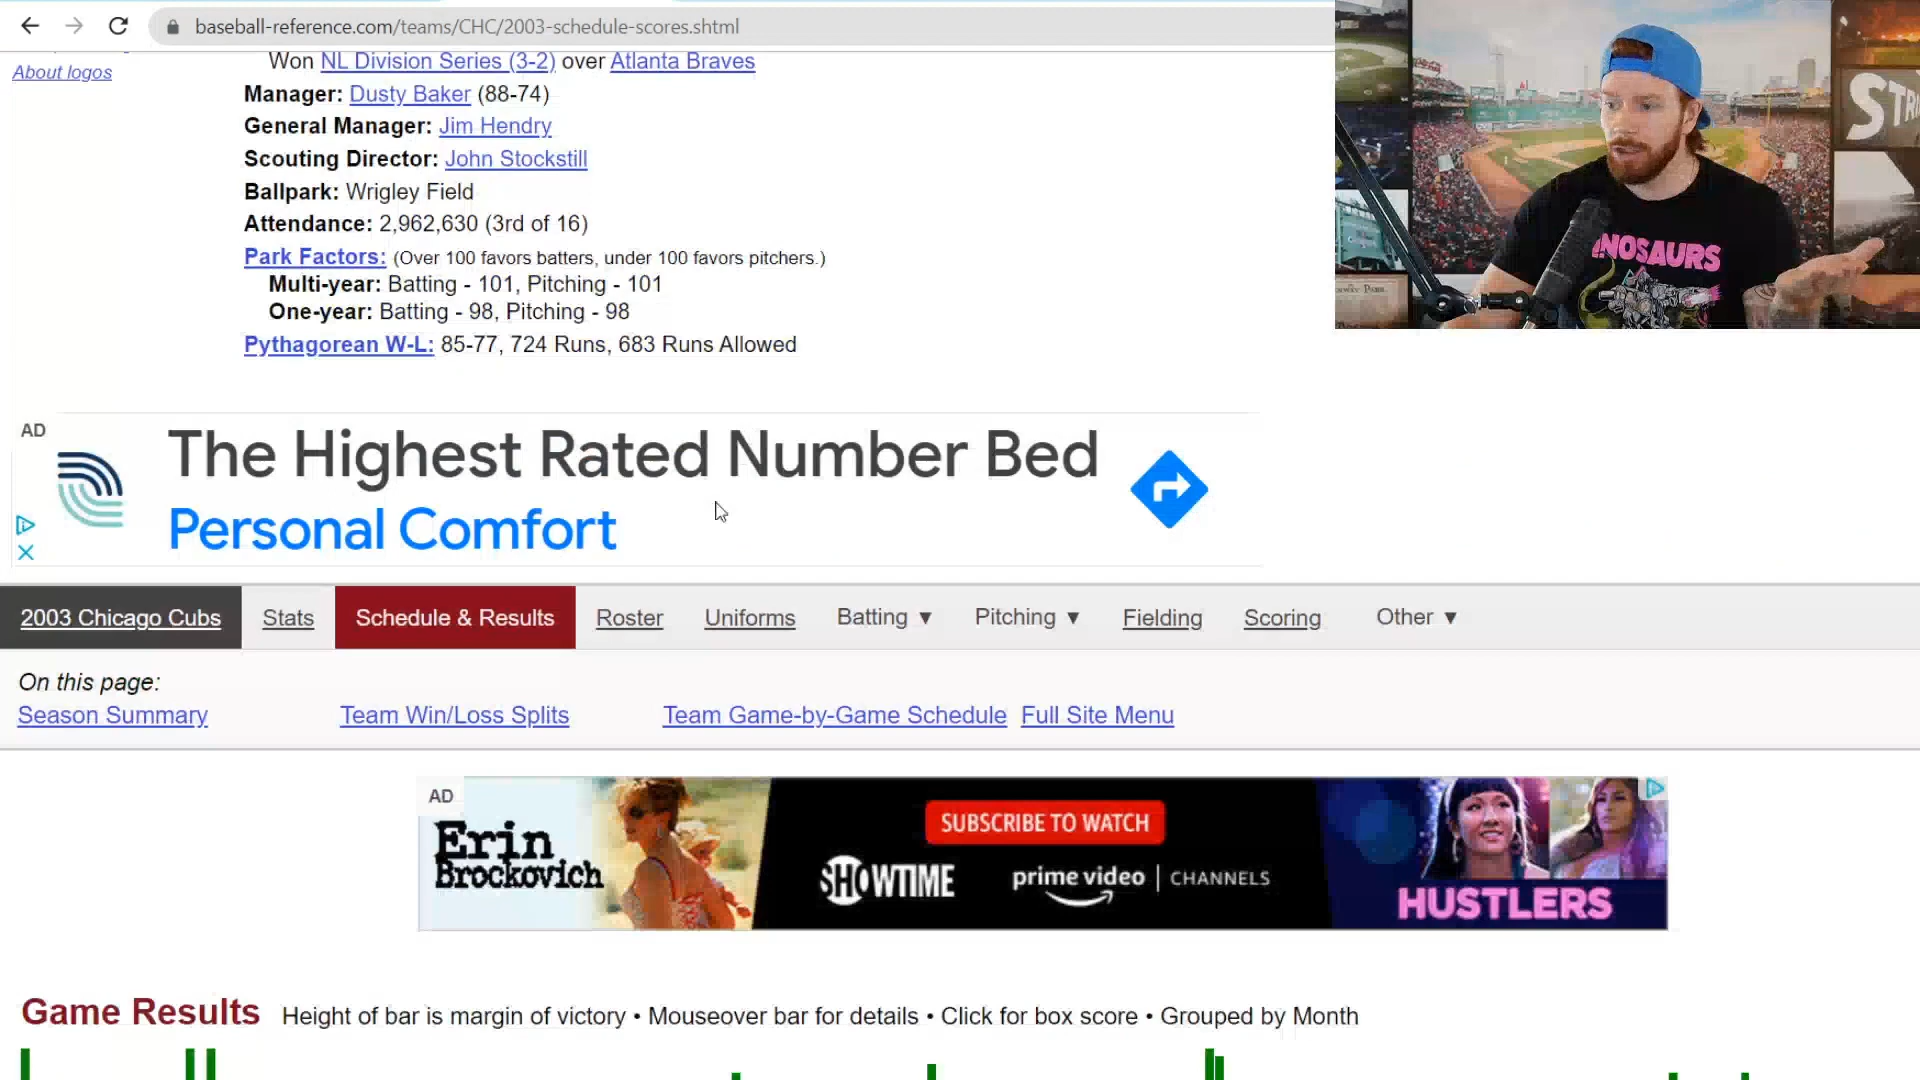 baseball-reference.com/teams/CHC/2003-schedule-scores.shtml
About logos
Won NL Division Series (3-2) over Atlanta Braves
Manager: Dusty Baker (88-74)
General Manager: Jim Hendry
Scouting Director: John Stockstill
Ballpark: Wrigley Field
Attendance: 2,962,630 (3rd of 16)
Park Factors: (Over 100 favors batters, under 100 favors pitchers.)
Multi-year: Batting - 101, Pitching - 101
One-year: Batting - 98, Pitching - 98
Pythagorean W-L: 85-77, 724 Runs, 683 Runs Allowed
AD
The Highest Rated Number Bed
Personal Comfort
2003 Chicago Cubs Stats Schedule & Results Roster Uniforms Batting ▼ Pitching ▼ Fielding Scoring Other ▼
On this page:
Season Summary Team Win/Loss Splits Team Game-by-Game Schedule Full Site Menu
AD
Erin
Brockovich
SUBSCRIBE TO WATCH
SHOWTIME prime video | CHANNELS
HUSTLERS
Game Results Height of bar is margin of victory • Mouseover bar for details • Click for box score • Grouped by Month